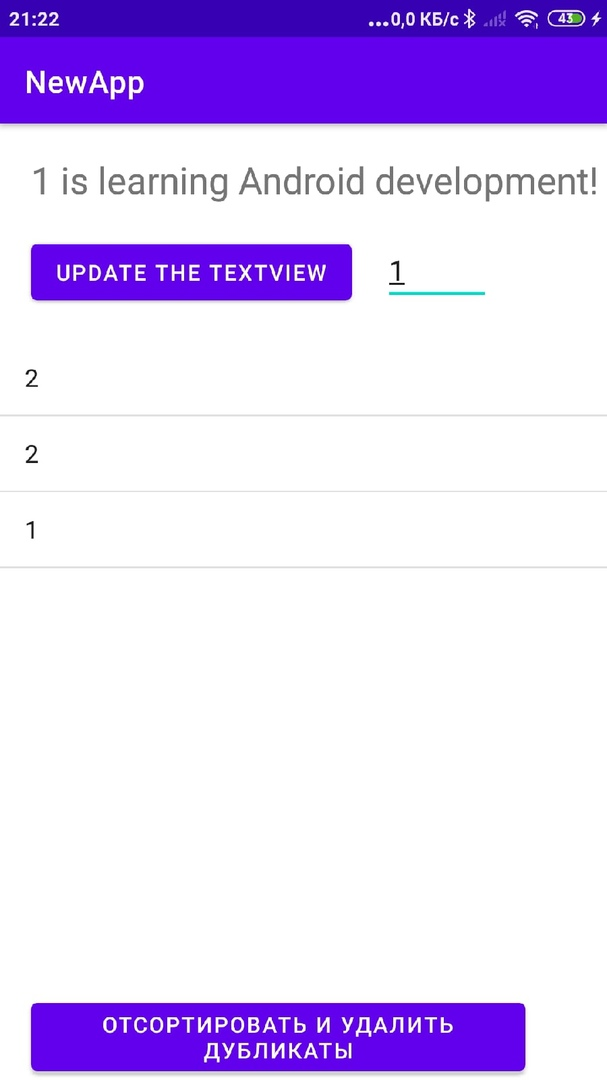 21:22 ...0,0 КБ/с 43
NewApp
1 is learning Android development!
UPDATE THE TEXTVIEW 1
2
2
1
ОТСОРТИРОВАТЬ И УДАЛИТЬ
ДУБЛИКАТЫ